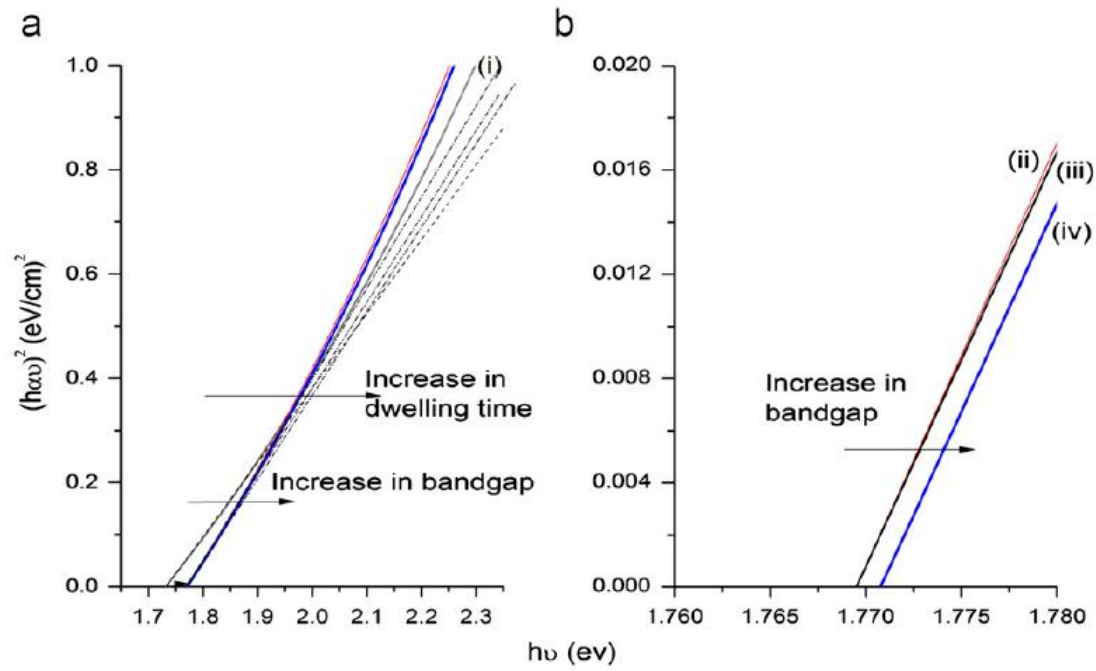 a
b
(hαυ)² (eV/cm)²
1.0
0.8
0.6
0.4
0.2
0.0
1.7 1.8 1.9 2.0 2.1 2.2 2.3
(i)
Increase in
dwelling time
Increase in bandgap
0.020
0.016
0.012
0.008
0.004
0.000
1.760 1.765 1.770 1.775 1.780
(ii)
(iii)
(iv)
Increase in
bandgap
hυ (ev)